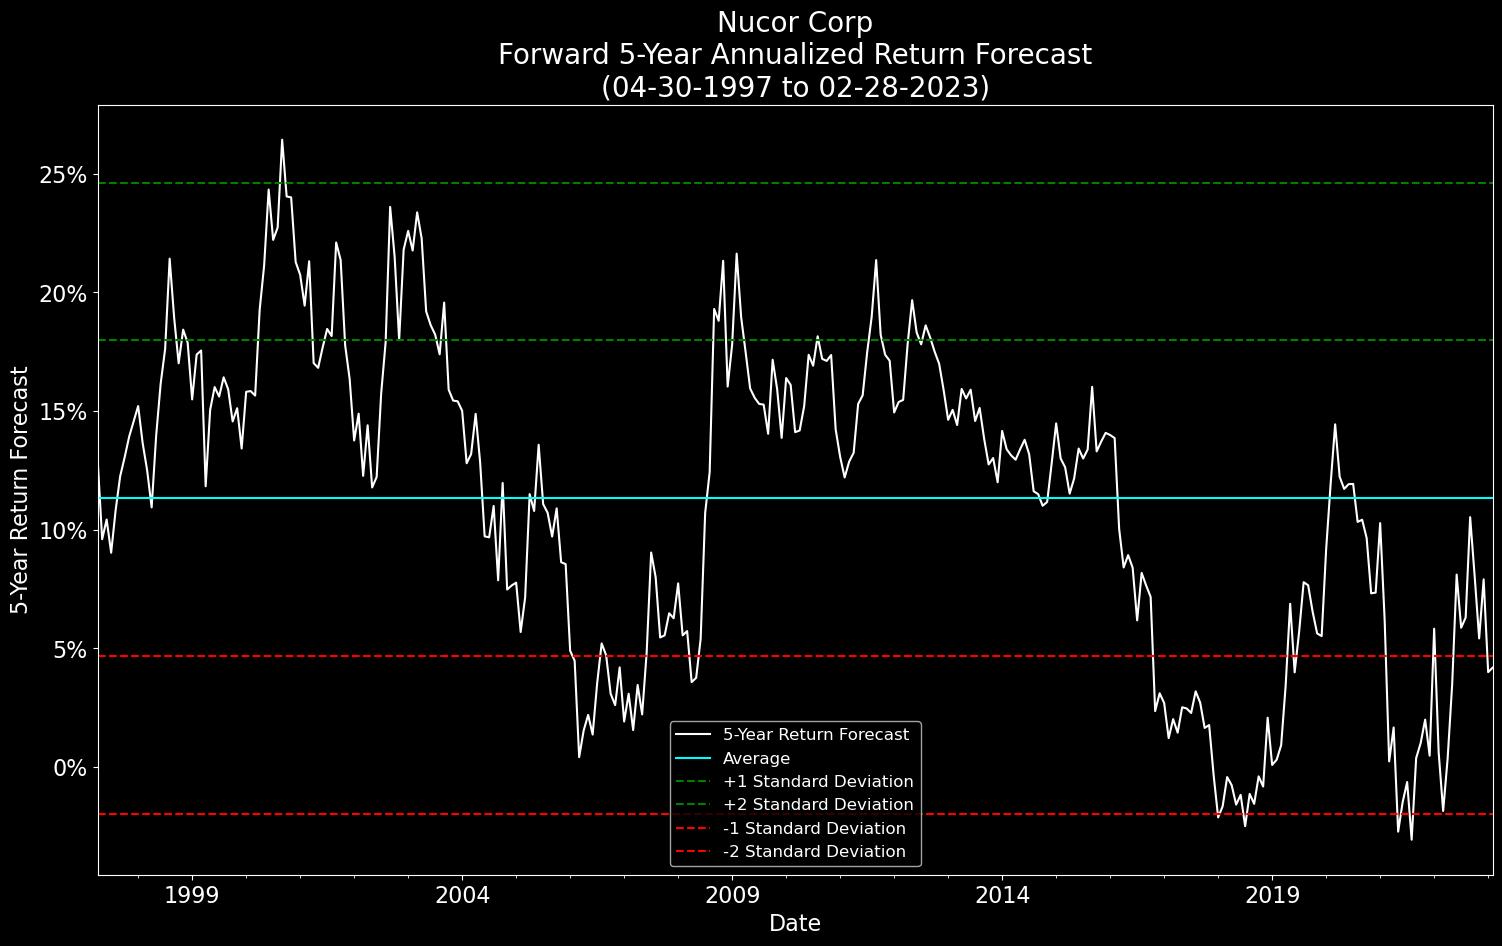 Nucor Corp
Forward 5-Year Annualized Return Forecast
(04-30-1997 to 02-28-2023)
5-Year Return Forecast
25%
20%
15%
10%
5%
0%
5-Year Return Forecast
Average
+1 Standard Deviation
+2 Standard Deviation
-1 Standard Deviation
-2 Standard Deviation
1999 2004 2009 2014 2019
Date